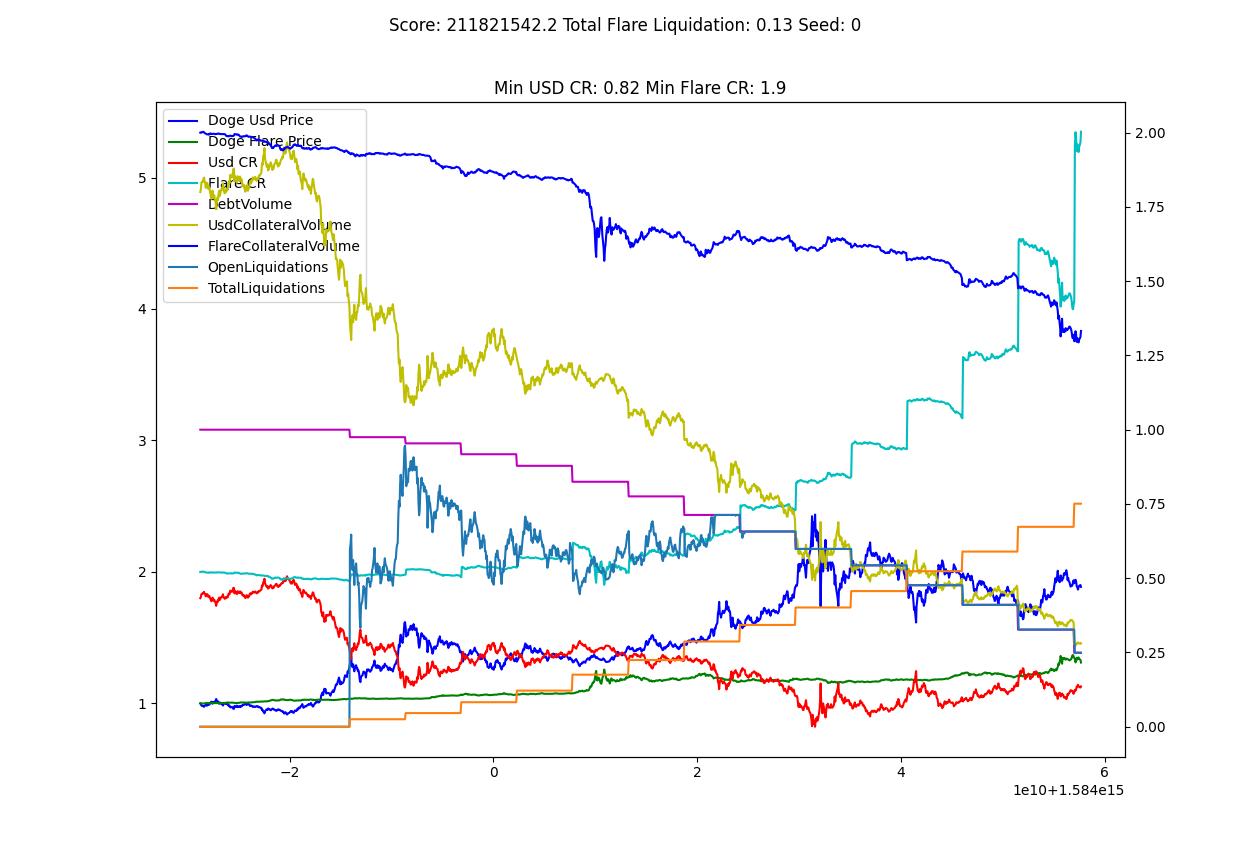 Score: 211821542.2 Total Flare Liquidation: 0.13 Seed: 0
Min USD CR: 0.82 Min Flare CR: 1.9
Doge Usd Price
Doge Flare Price
Usd CR
Flare CR
DebtVolume
UsdCollateralVolume
FlareCollateralVolume
OpenLiquidations
TotalLiquidations
5
4
3
2
1
2.00
1.75
1.50
1.25
1.00
0.75
0.50
0.25
0.00
−2
0
2
4
6
1e10+1.584e15